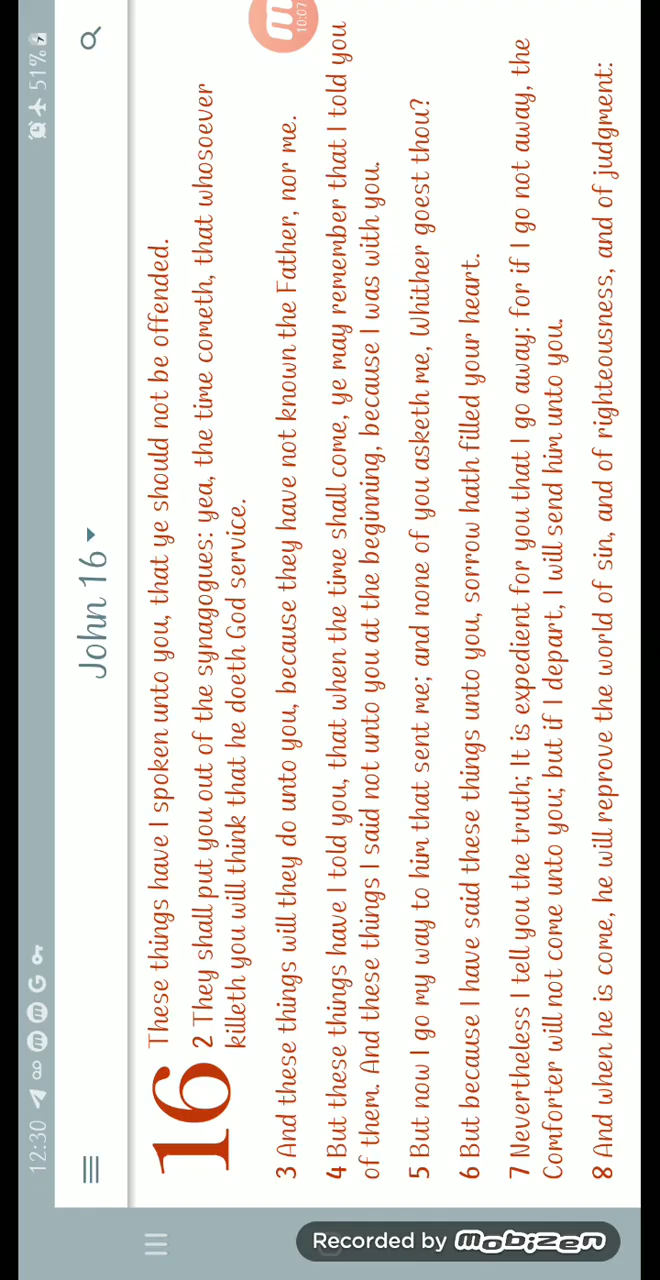 12:30
51%
John 16
m
10:07
16 These things have I spoken unto you, that ye should not be offended.
2 They shall put you out of the synagogues: yea, the time cometh, that whosoever
killeth you will think that he doeth God service.
3 And these things will they do unto you, because they have not known the Father, nor me.
4 But these things have I told you, that when the time shall come, ye may remember that I told you
of them. And these things I said not unto you at the beginning, because I was with you.
5 But now I go my way to him that sent me; and none of you asketh me, Whither goest thou?
6 But because I have said these things unto you, sorrow hath filled your heart.
7 Nevertheless I tell you the truth; It is expedient for you that I go away: for if I go not away, the
Comforter will not come unto you; but if I depart, I will send him unto you.
8 And when he is come, he will reprove the world of sin, and of righteousness, and of judgment:
Recorded by mobizen